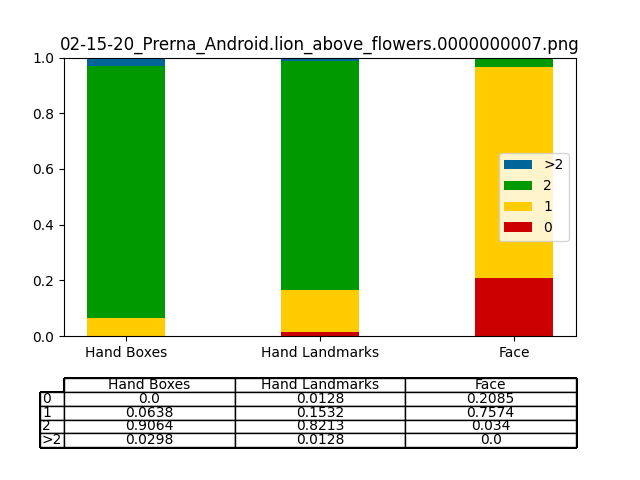 02-15-20_Prerna_Android.lion_above_flowers.0000000007.png
1.0
0.8
0.6
0.4
0.2
0.0
>2
2
1
0
Hand Boxes Hand Landmarks Face
Hand Boxes Hand Landmarks Face
0 0.0 0.0128 0.2085
1 0.0638 0.1532 0.7574
2 0.9064 0.8213 0.034
>2 0.0298 0.0128 0.0